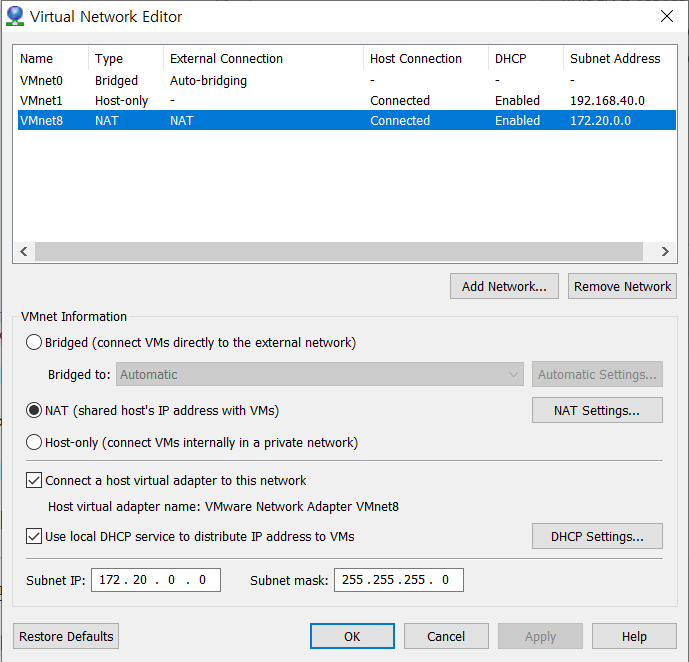 Virtual Network Editor
Name Type External Connection Host Connection DHCP Subnet Address
VMnet0 Bridged Auto-bridging - - -
VMnet1 Host-only - Connected Enabled 192.168.40.0
VMnet8 NAT NAT Connected Enabled 172.20.0.0
Add Network... Remove Network
VMnet Information
Bridged (connect VMs directly to the external network)
Bridged to: Automatic Automatic Settings...
NAT (shared host's IP address with VMs) NAT Settings...
Host-only (connect VMs internally in a private network)
Connect a host virtual adapter to this network
Host virtual adapter name: VMware Network Adapter VMnet8
Use local DHCP service to distribute IP address to VMs DHCP Settings...
Subnet IP: 172 . 20 . 0 . 0 Subnet mask: 255 . 255 . 255 . 0
Restore Defaults OK Cancel Apply Help